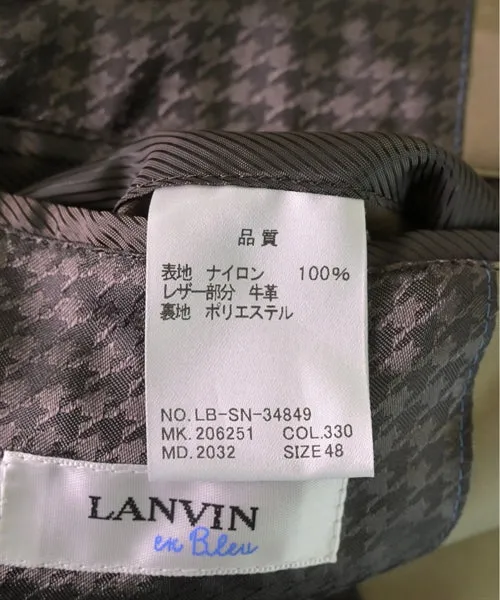 品質
表地 ナイロン 100%
レザー部分 牛革
裏地 ポリエステル
NO.LB-SN-34849
MK.206251 COL.330
MD.2032 SIZE 48
LANVIN
en Bleu